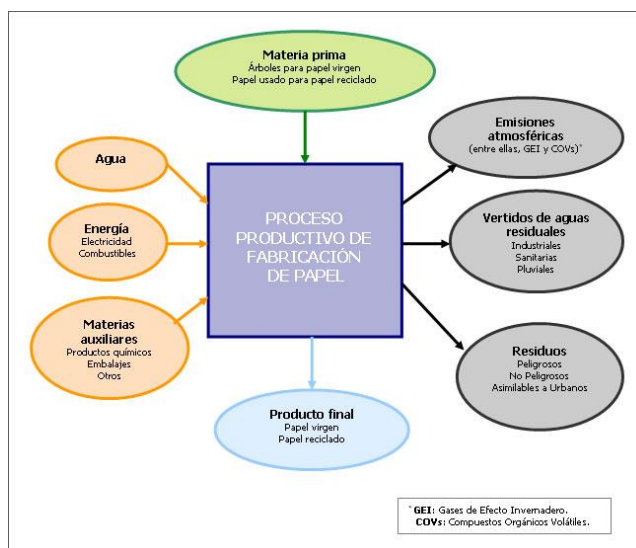 Materia prima
Árboles para papel virgen
Papel usado para papel reciclado
Agua
Energía
Electricidad
Combustibles
Materias auxiliares
Productos químicos
Embalajes
Otros
PROCESO
PRODUCTIVO DE
FABRICACIÓN
DE PAPEL
Emisiones
atmosféricas
(entre ellas, GEI y COVs)*
Vertidos de aguas
residuales
Industriales
Sanitarias
Pluviales
Residuos
Peligrosos
No Peligrosos
Asimilables a Urbanos
Producto final
Papel virgen
Papel reciclado
* GEI: Gases de Efecto Invernadero.
COVs: Compuestos Orgánicos Volátiles.